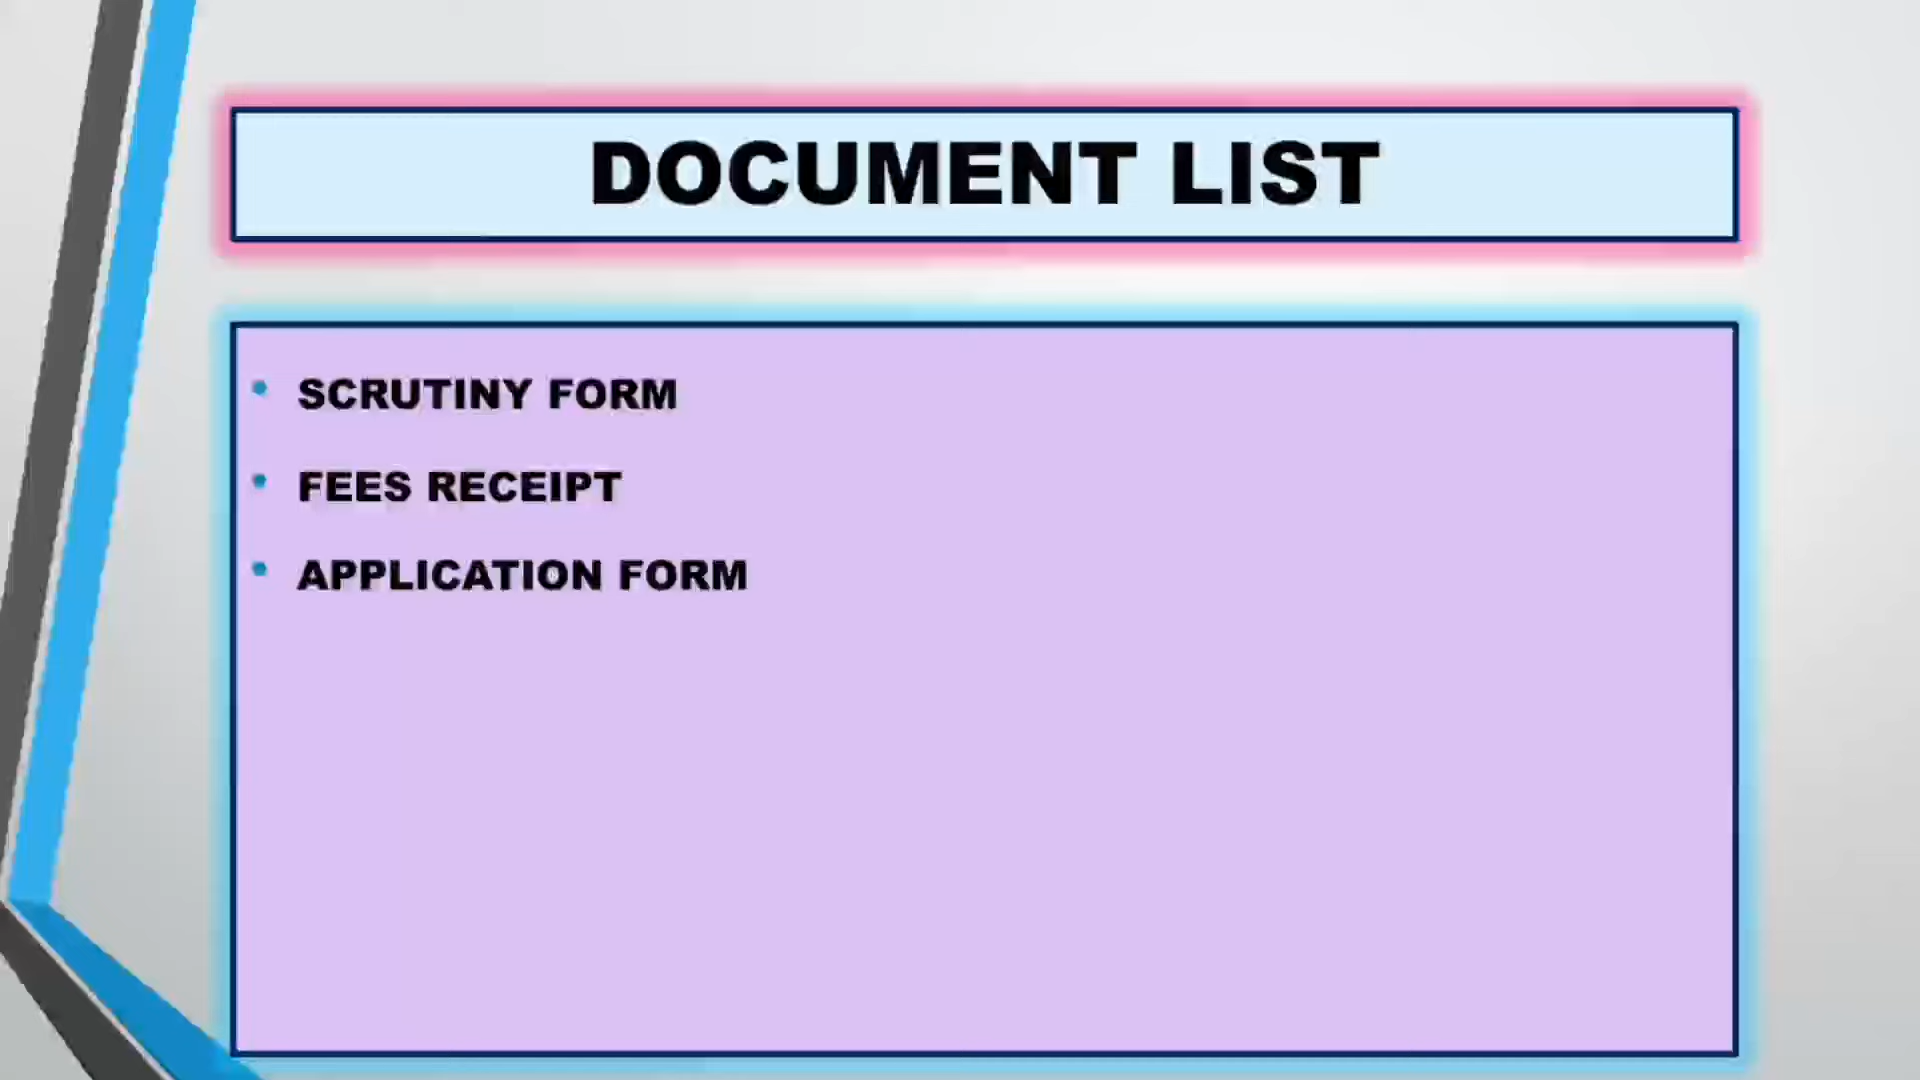 DOCUMENT LIST
• SCRUTINY FORM
• FEES RECEIPT
• APPLICATION FORM